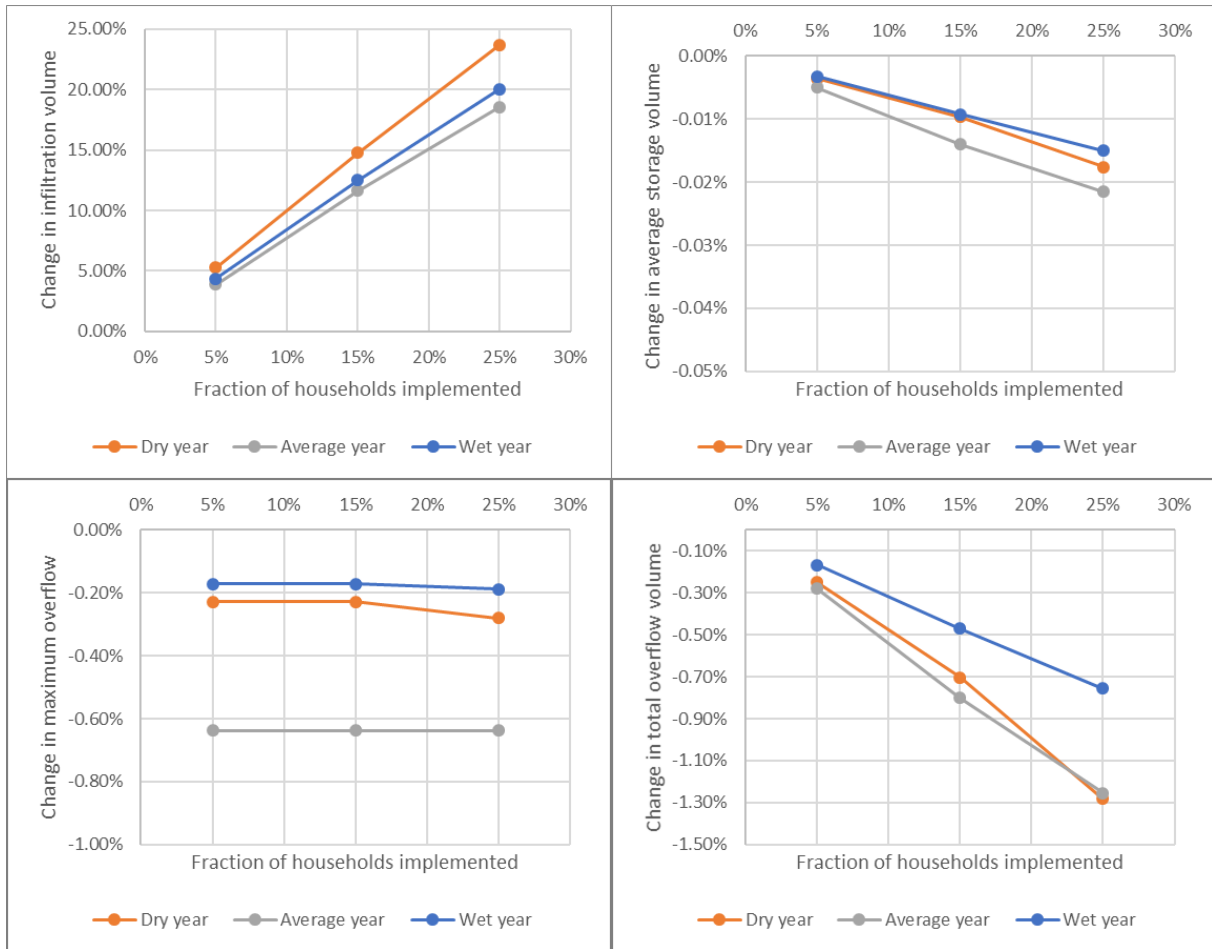 25.00%
20.00%
15.00%
10.00%
5.00%
0.00%
Change in infiltration volume
0% 5% 10% 15% 20% 25% 30%
Fraction of households implemented
Dry year Average year Wet year
0% 5% 10% 15% 20% 25% 30%
0.00%
-0.01%
-0.02%
-0.03%
-0.04%
-0.05%
Change in average storage volume
Fraction of households implemented
Dry year Average year Wet year
0% 5% 10% 15% 20% 25% 30%
0.00%
-0.20%
-0.40%
-0.60%
-0.80%
-1.00%
Change in maximum overflow
Fraction of households implemented
Dry year Average year Wet year
0% 5% 10% 15% 20% 25% 30%
-0.10%
-0.30%
-0.50%
-0.70%
-0.90%
-1.10%
-1.30%
-1.50%
Change in total overflow volume
Fraction of households implemented
Dry year Average year Wet year